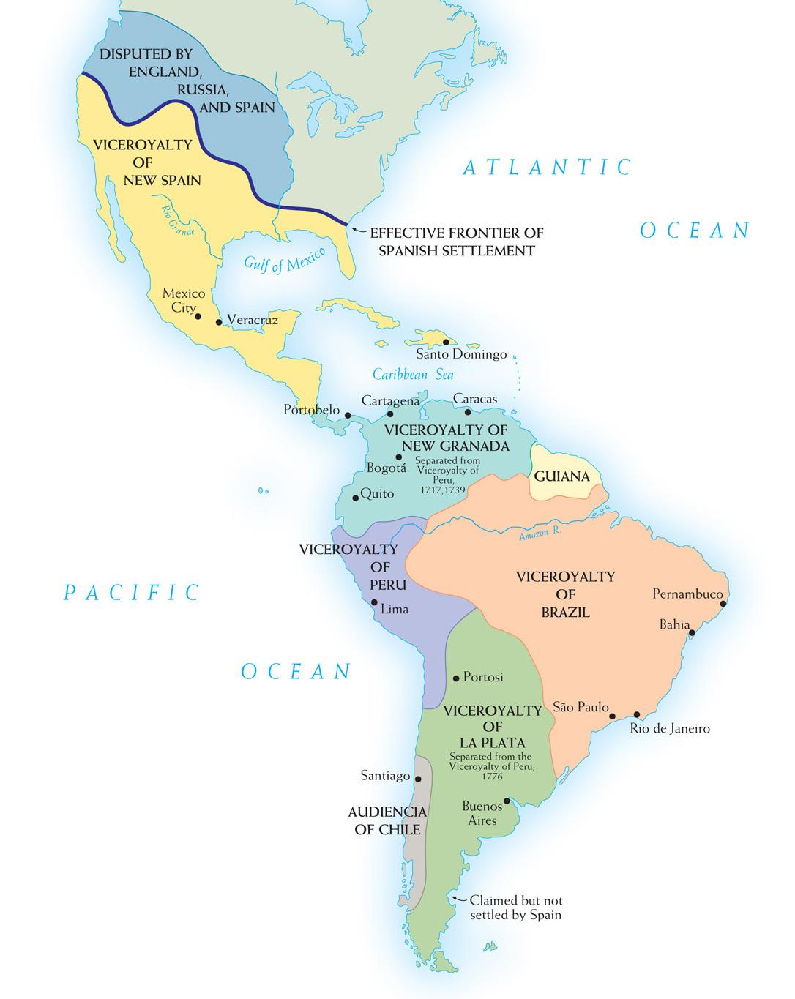 DISPUTED BY
ENGLAND,
RUSSIA,
AND SPAIN
VICEROYALTY
OF
NEW SPAIN
ATLANTIC
OCEAN
Rio Grande
EFFECTIVE FRONTIER OF
SPANISH SETTLEMENT
Gulf of Mexico
Mexico
City
Veracruz
Santo Domingo
Caribbean Sea
Portobelo
Cartagena
Caracas
VICEROYALTY OF
NEW GRANADA
Separated from
Viceroyalty of
Peru,
1717,1739
Bogotá
Quito
GUIANA
Amazon R.
VICEROYALTY
OF
PERU
Lima
VICEROYALTY
OF
BRAZIL
Pernambuco
Bahia
PACIFIC
OCEAN
Portosi
São Paulo
Rio de Janeiro
VICEROYALTY
OF
LA PLATA
Separated from the
Viceroyalty of Peru,
1776
Santiago
AUDIENCIA
OF CHILE
Buenos
Aires
Claimed but not
settled by Spain